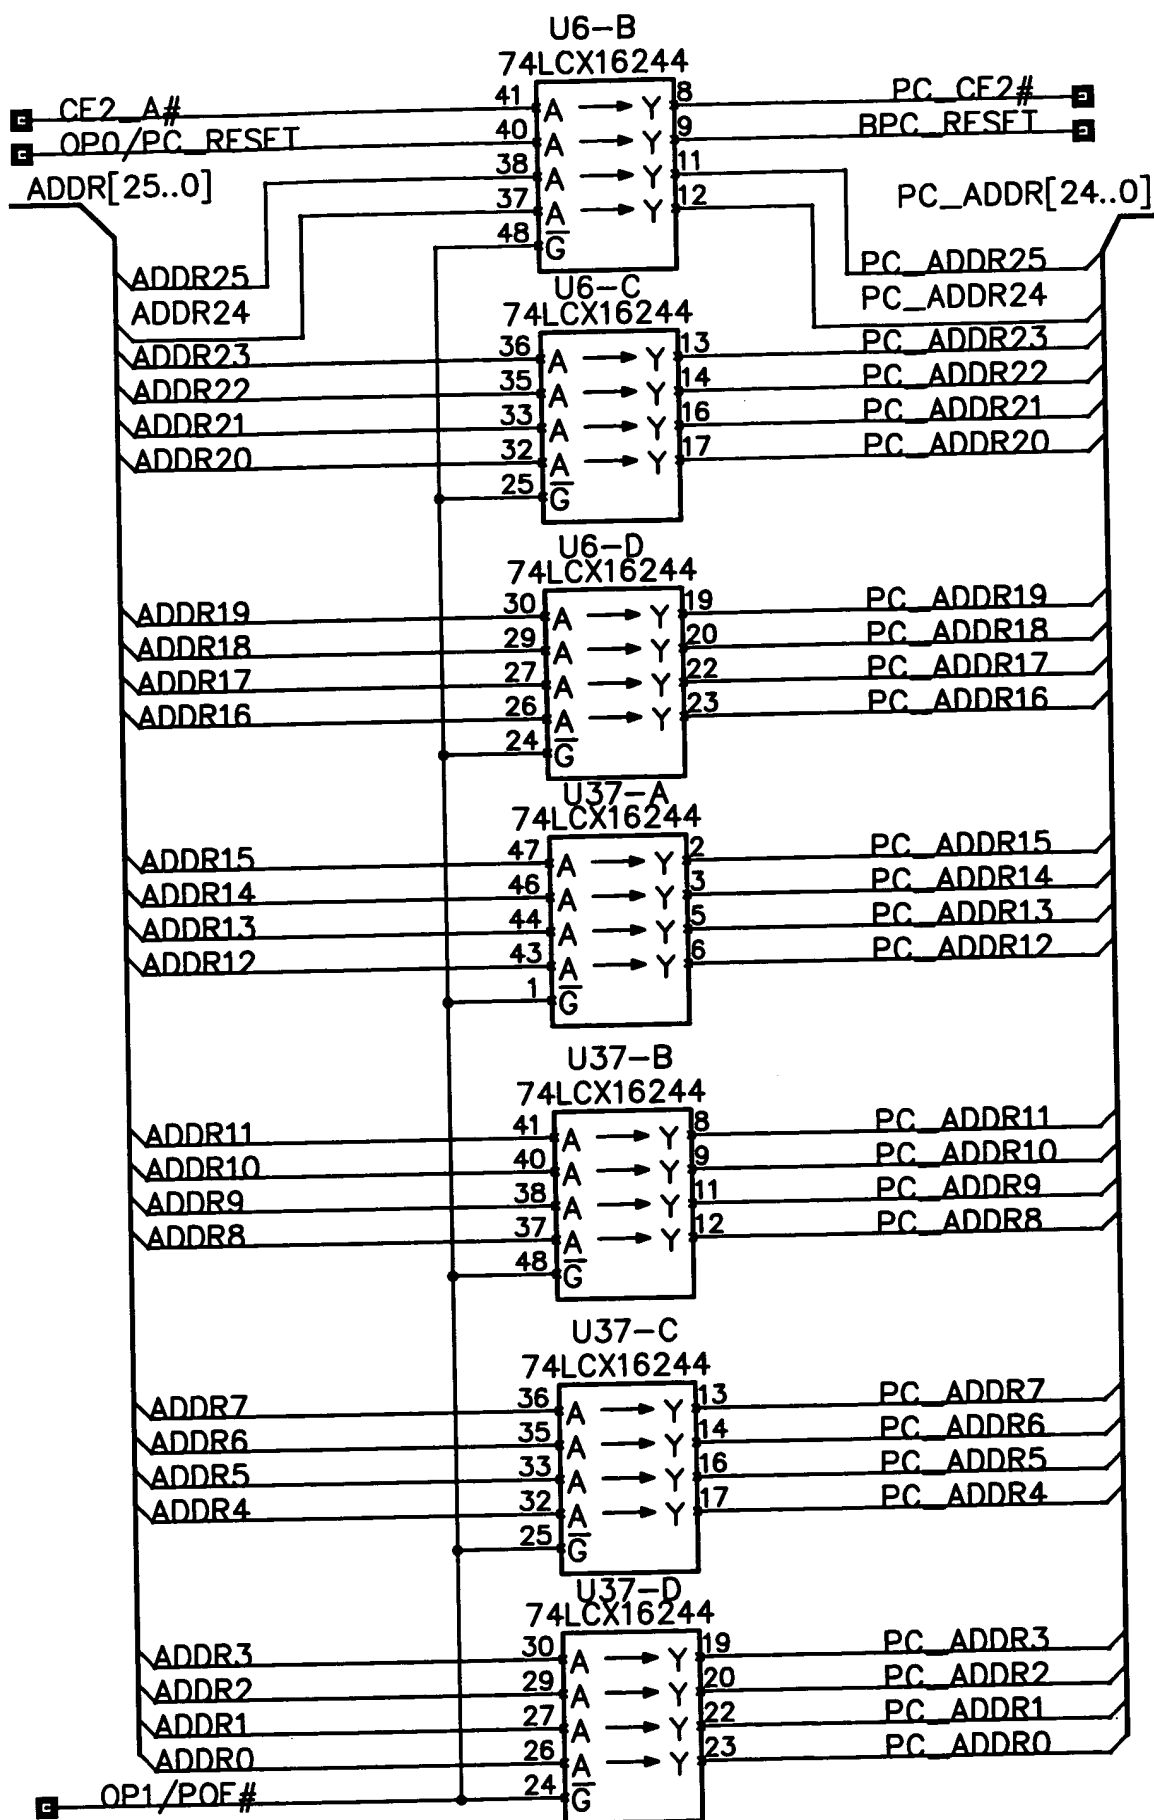 U6-B
74LCX16244
CE2_A# 41 A Y 8 PC_CE2#
OP0/PC_RESET 40 A Y 9 BPC_RESET
38 A Y 11
ADDR[25..0] 37 A Y 12 PC_ADDR[24..0]
48 G
ADDR25 PC_ADDR25
U6-C
ADDR24 74LCX16244 PC_ADDR24
ADDR23 36 A Y 13 PC_ADDR23
ADDR22 35 A Y 14 PC_ADDR22
ADDR21 33 A Y 16 PC_ADDR21
ADDR20 32 A Y 17 PC_ADDR20
25 G
U6-D
74LCX16244
ADDR19 30 A Y 19 PC_ADDR19
ADDR18 29 A Y 20 PC_ADDR18
ADDR17 27 A Y 22 PC_ADDR17
ADDR16 26 A Y 23 PC_ADDR16
24 G
U37-A
74LCX16244
ADDR15 47 A Y 2 PC_ADDR15
ADDR14 46 A Y 3 PC_ADDR14
ADDR13 44 A Y 5 PC_ADDR13
ADDR12 43 A Y 6 PC_ADDR12
1 G
U37-B
74LCX16244
ADDR11 41 A Y 8 PC_ADDR11
ADDR10 40 A Y 9 PC_ADDR10
ADDR9 38 A Y 11 PC_ADDR9
ADDR8 37 A Y 12 PC_ADDR8
48 G
U37-C
74LCX16244
ADDR7 36 A Y 13 PC_ADDR7
ADDR6 35 A Y 14 PC_ADDR6
ADDR5 33 A Y 16 PC_ADDR5
ADDR4 32 A Y 17 PC_ADDR4
25 G
U37-D
74LCX16244
ADDR3 30 A Y 19 PC_ADDR3
ADDR2 29 A Y 20 PC_ADDR2
ADDR1 27 A Y 22 PC_ADDR1
ADDR0 26 A Y 23 PC_ADDR0
OP1/POE# 24 G